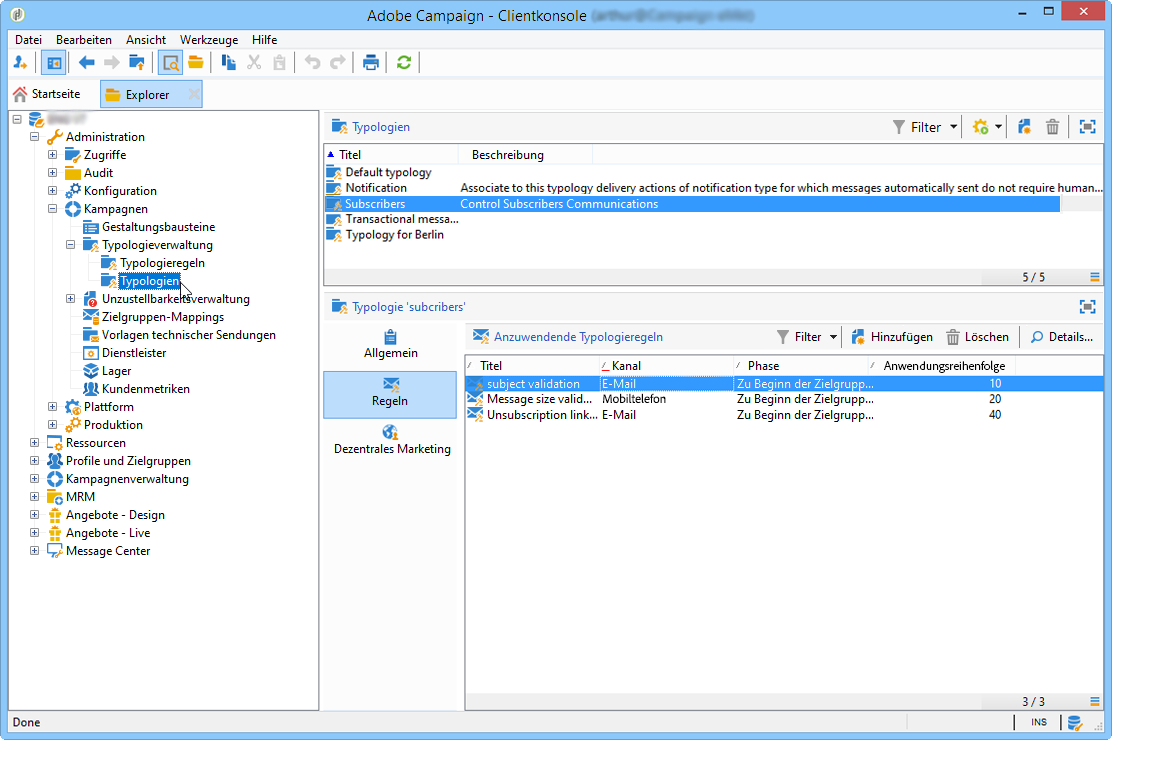 Adobe Campaign - Clientkonsole
Datei Bearbeiten Ansicht Werkzeuge Hilfe
Startseite Explorer
Administration
Zugriffe
Audit
Konfiguration
Kampagnen
Gestaltungsbausteine
Typologieverwaltung
Typologieregeln
Typologien
Unzustellbarkeitsverwaltung
Zielgruppen-Mappings
Vorlagen technischer Sendungen
Dienstleister
Lager
Kundenmetriken
Plattform
Produktion
Ressourcen
Profile und Zielgruppen
Kampagnenverwaltung
MRM
Angebote - Design
Angebote - Live
Message Center
Typologien Filter
Titel Beschreibung
Default typology
Notification Associate to this typology delivery actions of notification type for which messages automatically sent do not require human...
Subscribers Control Subscribers Communications
Transactional messa...
Typology for Berlin
5 / 5
Typologie 'subcribers'
Allgemein
Regeln
Dezentrales Marketing
Anzuwendende Typologieregeln Filter Hinzufügen Löschen Details...
Titel Kanal Phase Anwendungsreihenfolge
subject validation E-Mail Zu Beginn der Zielgrupp... 10
Message size valid... Mobiltelefon Zu Beginn der Zielgrupp... 20
Unsubscription link... E-Mail Zu Beginn der Zielgrupp... 40
3 / 3
Done INS